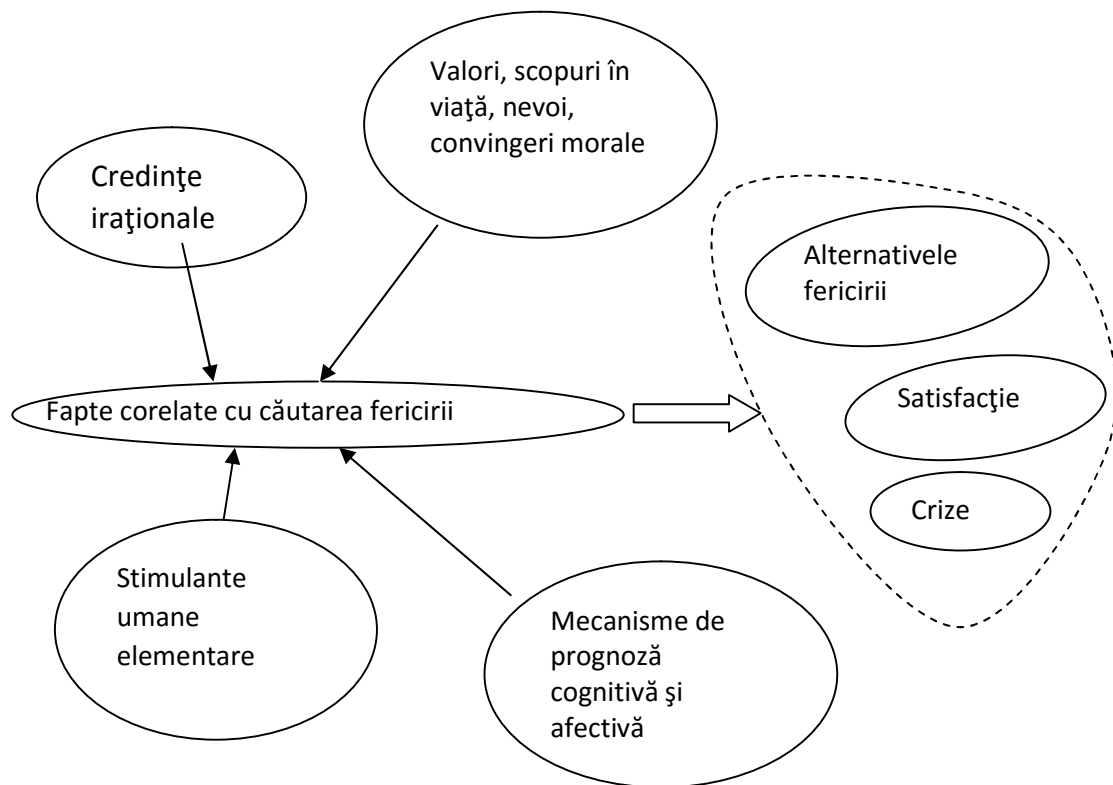 Valori, scopuri în
viaţă, nevoi,
convingeri morale
Credinţe
iraţionale
Alternativele
fericirii
Fapte corelate cu căutarea fericirii
Satisfacţie
Crize
Stimulante
umane
elementare
Mecanisme de
prognoză
cognitivă şi
afectivă